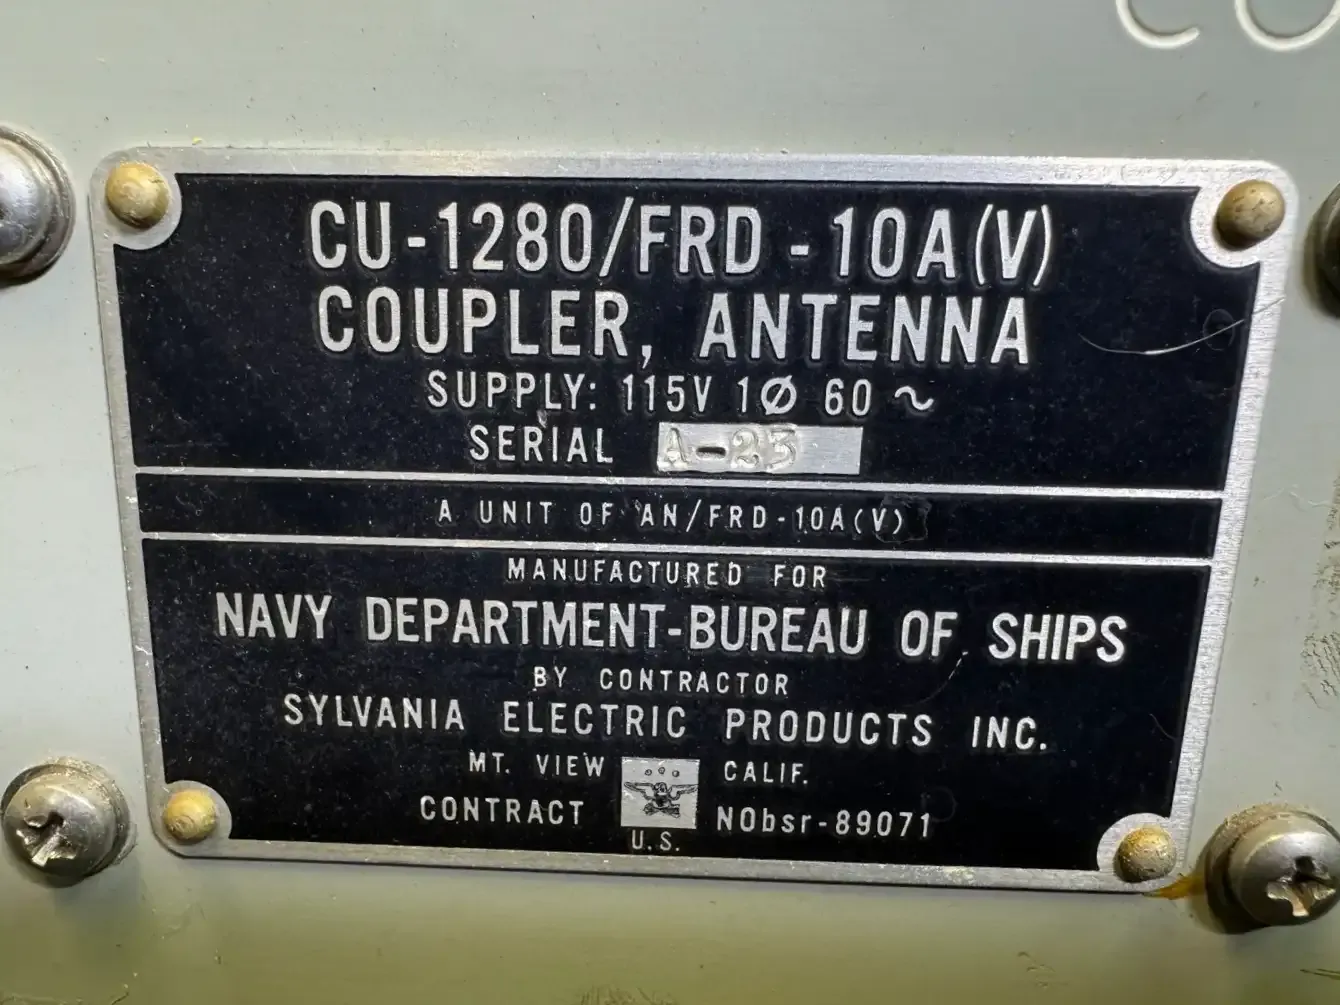 CO
CU-1280/FRD-10A(V)
COUPLER, ANTENNA
SUPPLY: 115V 1Ø 60 ~
SERIAL A-23
A UNIT OF AN/FRD-10A(V)
MANUFACTURED FOR
NAVY DEPARTMENT-BUREAU OF SHIPS
BY CONTRACTOR
SYLVANIA ELECTRIC PRODUCTS INC.
MT. VIEW CALIF.
CONTRACT NObsr-89071
U.S.